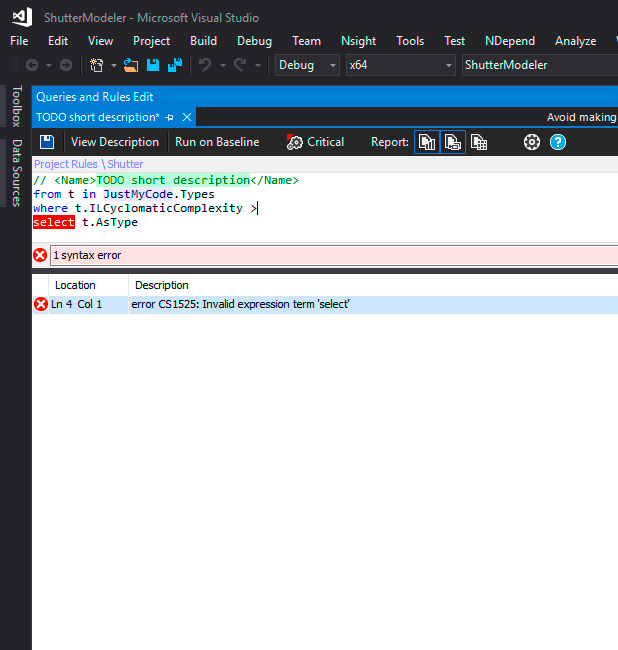 ShutterModeler - Microsoft Visual Studio
File Edit View Project Build Debug Team Nsight Tools Test NDepend Analyze
Debug x64 ShutterModeler
Toolbox
Data Sources
Queries and Rules Edit
TODO short description* Avoid making
View Description Run on Baseline Critical Report: ?
Project Rules \ Shutter
// <Name>TODO short description</Name>
from t in JustMyCode.Types
where t.ILCyclomaticComplexity >
select t.AsType
1 syntax error
Location Description
Ln 4 Col 1 error CS1525: Invalid expression term 'select'